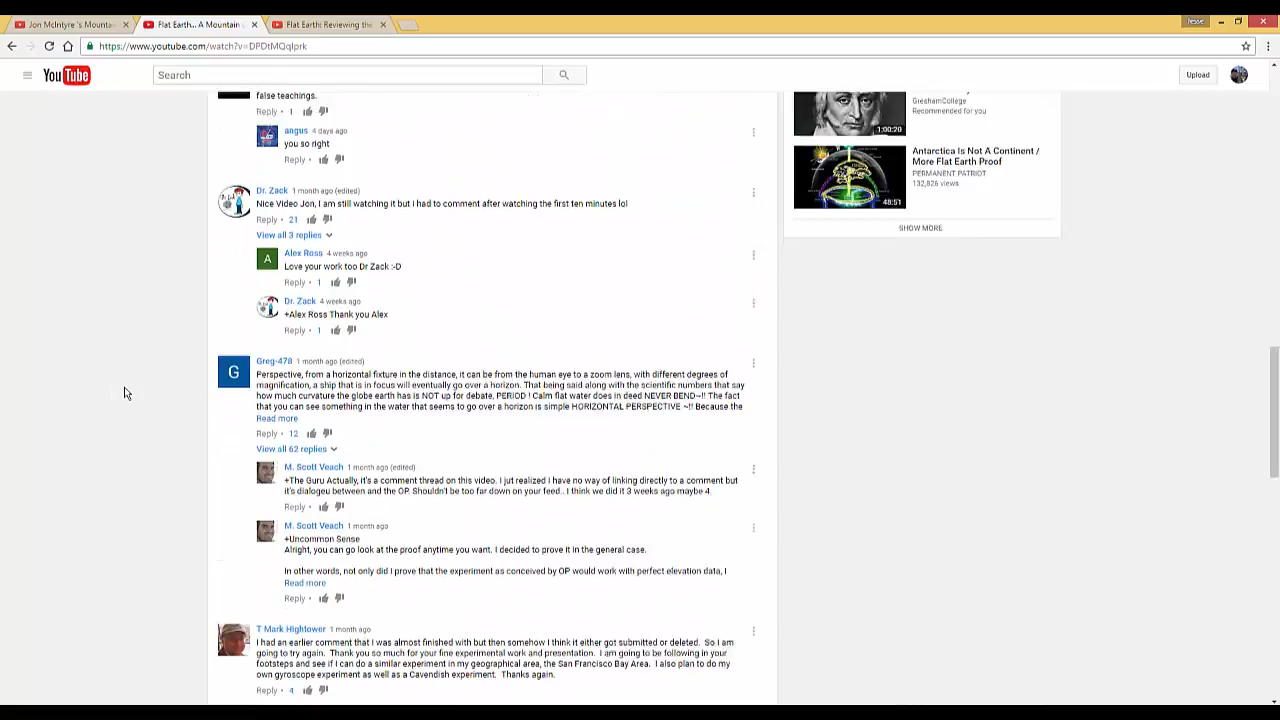 Jon McIntyre 's Mounta
Flat Earth... A Mountain
Flat Earth: Reviewing the
Jesse
https://www.youtube.com/watch?v=DPDtMQqlprk
YouTube
Search
Upload
false teachings.
Reply • 1
angus 4 days ago
you so right
Reply •
Dr. Zack 1 month ago (edited)
Nice Video Jon, I am still watching it but I had to comment after watching the first ten minutes lol
Reply • 21
View all 3 replies
A
Alex Ross 4 weeks ago
Love your work too Dr Zack :-D
Reply • 1
Dr. Zack 4 weeks ago
+Alex Ross Thank you Alex
Reply • 1
G
Greg-478 1 month ago (edited)
Perspective, from a horizontal fixture in the distance, it can be from the human eye to a zoom lens, with different degrees of
magnification, a ship that is in focus will eventually go over a horizon. That being said along with the scientific numbers that say
how much curvature the globe earth has is NOT up for debate, PERIOD ! Calm flat water does in deed NEVER BEND~!! The fact
that you can see something in the water that seems to go over a horizon is simple HORIZONTAL PERSPECTIVE ~!! Because the
Read more
Reply • 12
View all 62 replies
M. Scott Veach 1 month ago (edited)
+The Guru Actually, it's a comment thread on this video. I jut realized I have no way of linking directly to a comment but
it's dialogeu between and the OP. Shouldn't be too far down on your feed.. I think we did it 3 weeks ago maybe 4.
Reply •
M. Scott Veach 1 month ago
+Uncommon Sense
Alright, you can go look at the proof anytime you want. I decided to prove it in the general case.
In other words, not only did I prove that the experiment as conceived by OP would work with perfect elevation data, I
Read more
Reply •
T Mark Hightower 1 month ago
I had an earlier comment that I was almost finished with but then somehow I think it either got submitted or deleted. So I am
going to try again. Thank you so much for your fine experimental work and presentation. I am going to be following in your
footsteps and see if I can do a similar experiment in my geographical area, the San Francisco Bay Area. I also plan to do my
own gyroscope experiment as well as a Cavendish experiment. Thanks again.
Reply • 4
GreshamCollege
Recommended for you
1:00:20
Antarctica Is Not A Continent /
More Flat Earth Proof
PERMANENT PATRIOT
132,826 views
48:51
SHOW MORE